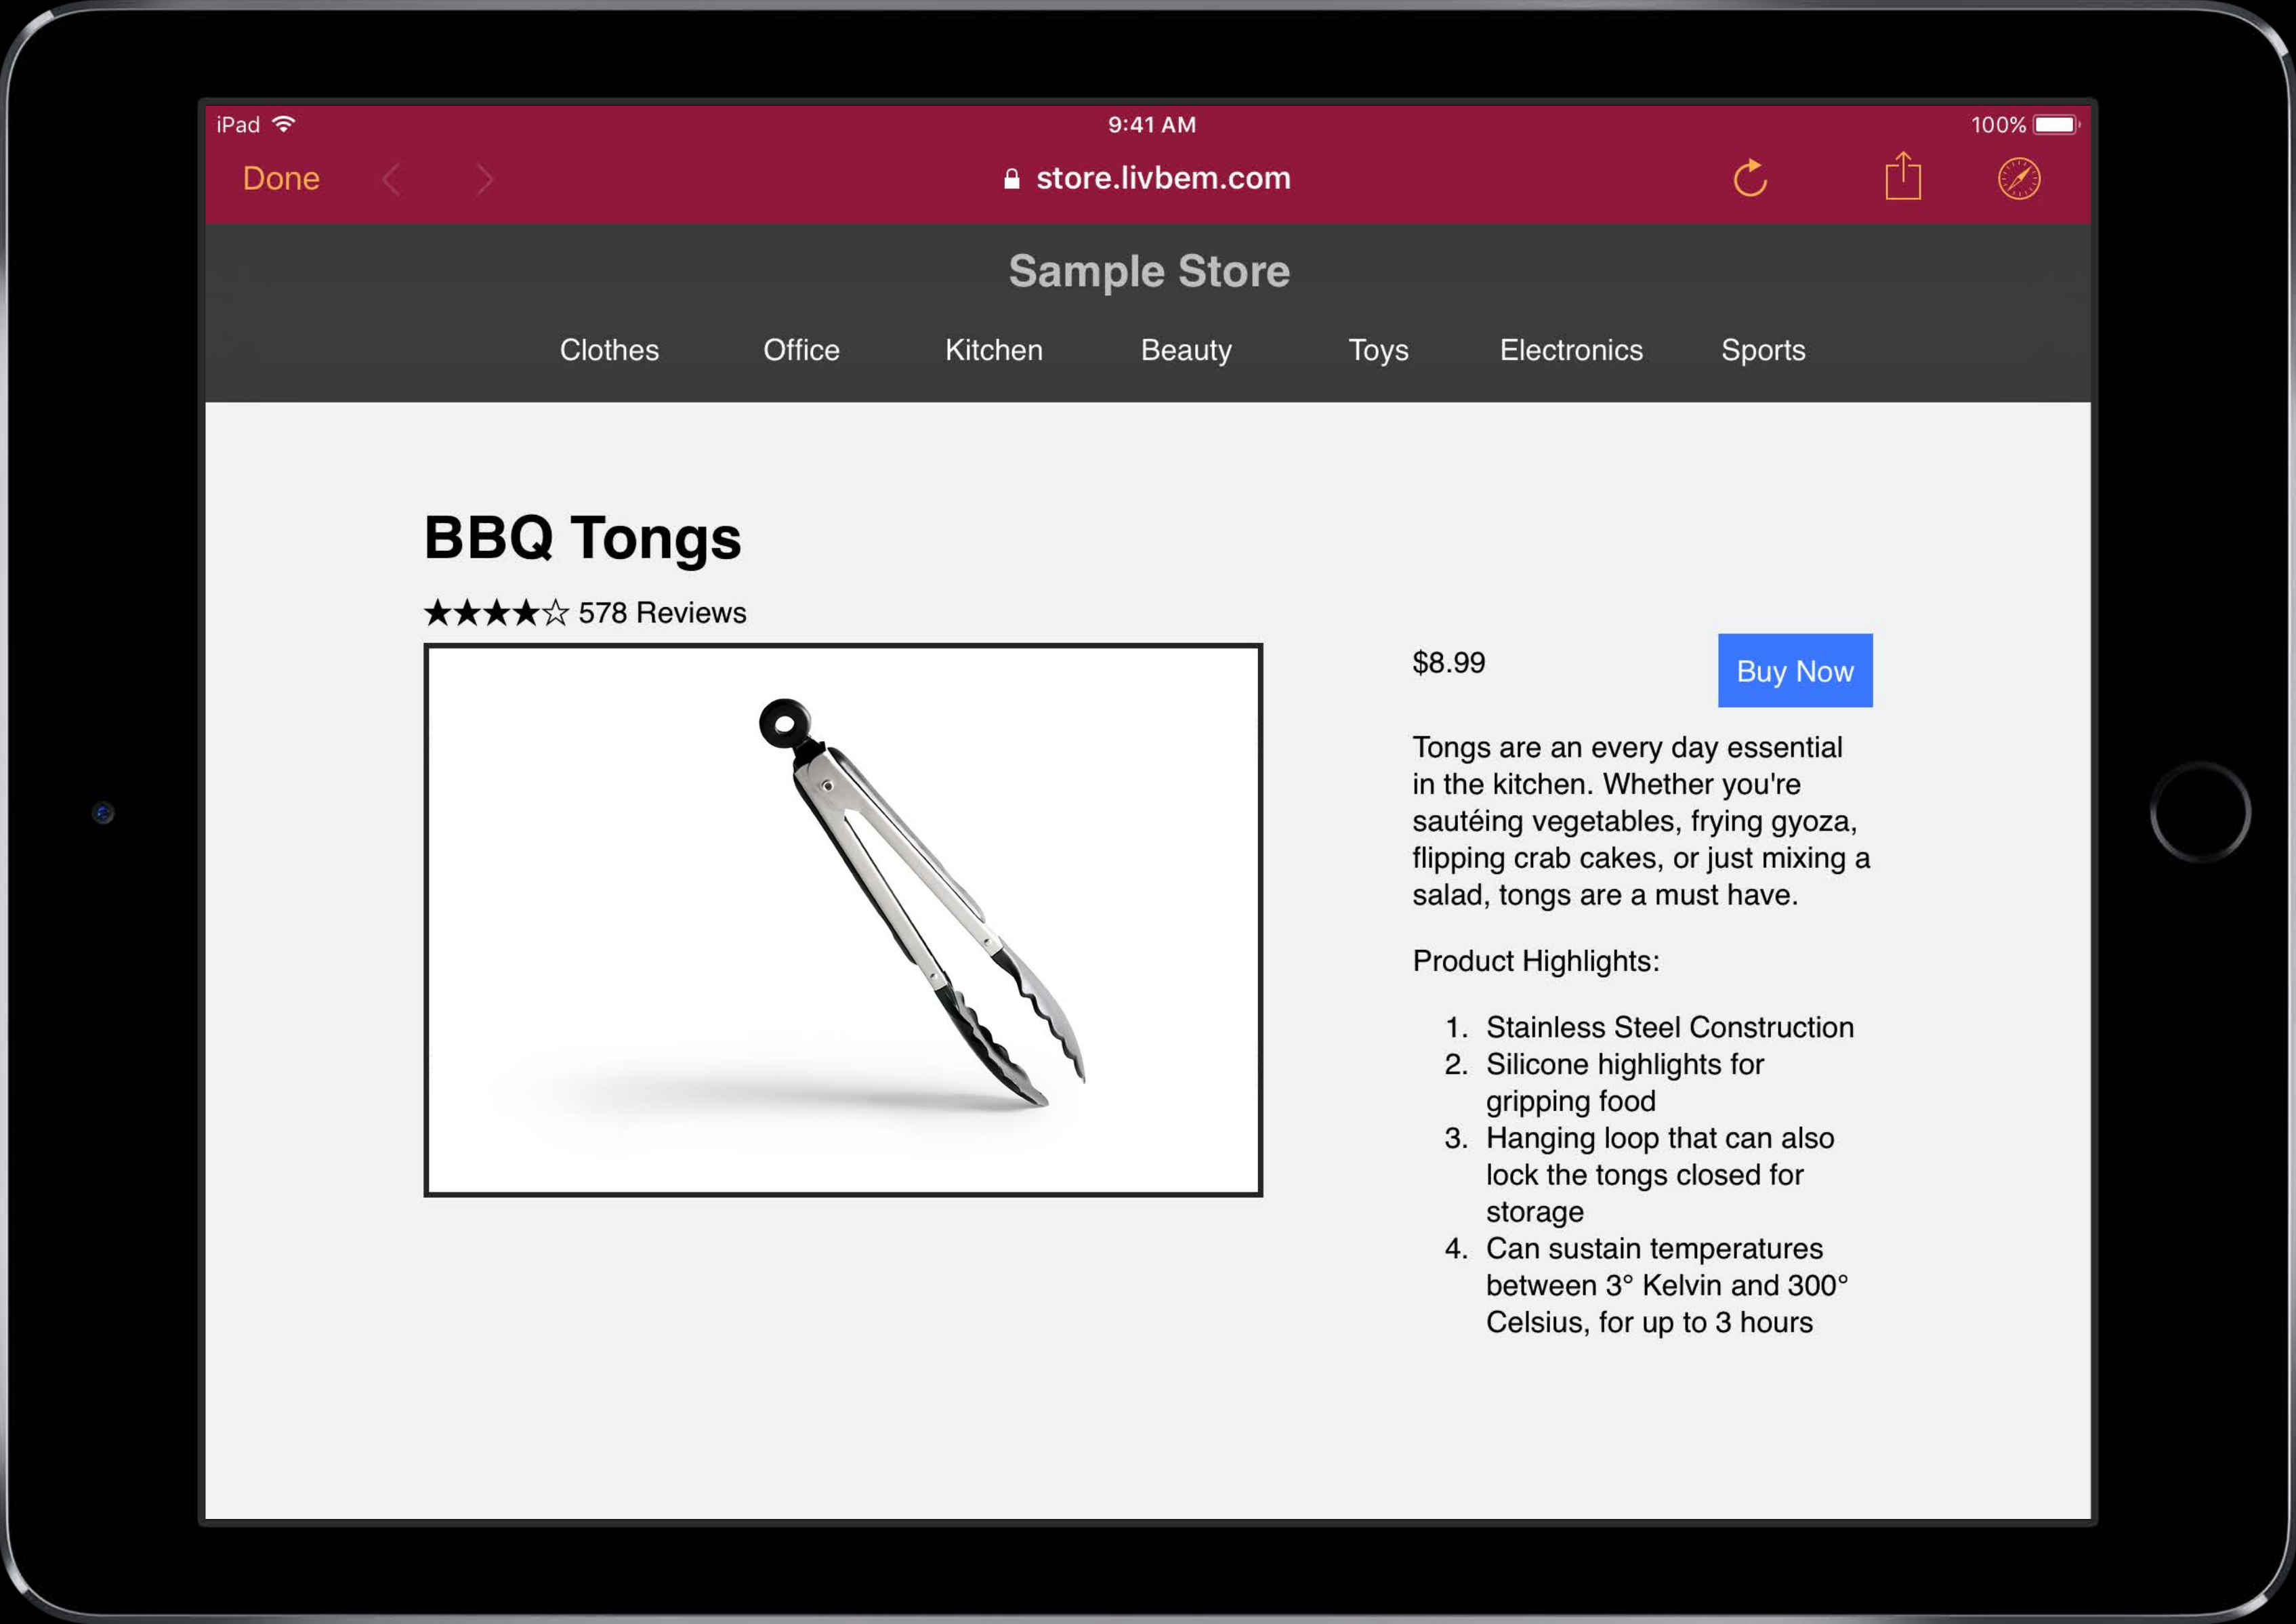 iPad
9:41 AM
100%
Done
store.livbem.com
Sample Store
Clothes Office Kitchen Beauty Toys Electronics Sports
BBQ Tongs
★★★★☆ 578 Reviews
$8.99
Buy Now
Tongs are an every day essential
in the kitchen. Whether you're
sautéing vegetables, frying gyoza,
flipping crab cakes, or just mixing a
salad, tongs are a must have.
Product Highlights:
1. Stainless Steel Construction
2. Silicone highlights for
gripping food
3. Hanging loop that can also
lock the tongs closed for
storage
4. Can sustain temperatures
between 3° Kelvin and 300°
Celsius, for up to 3 hours